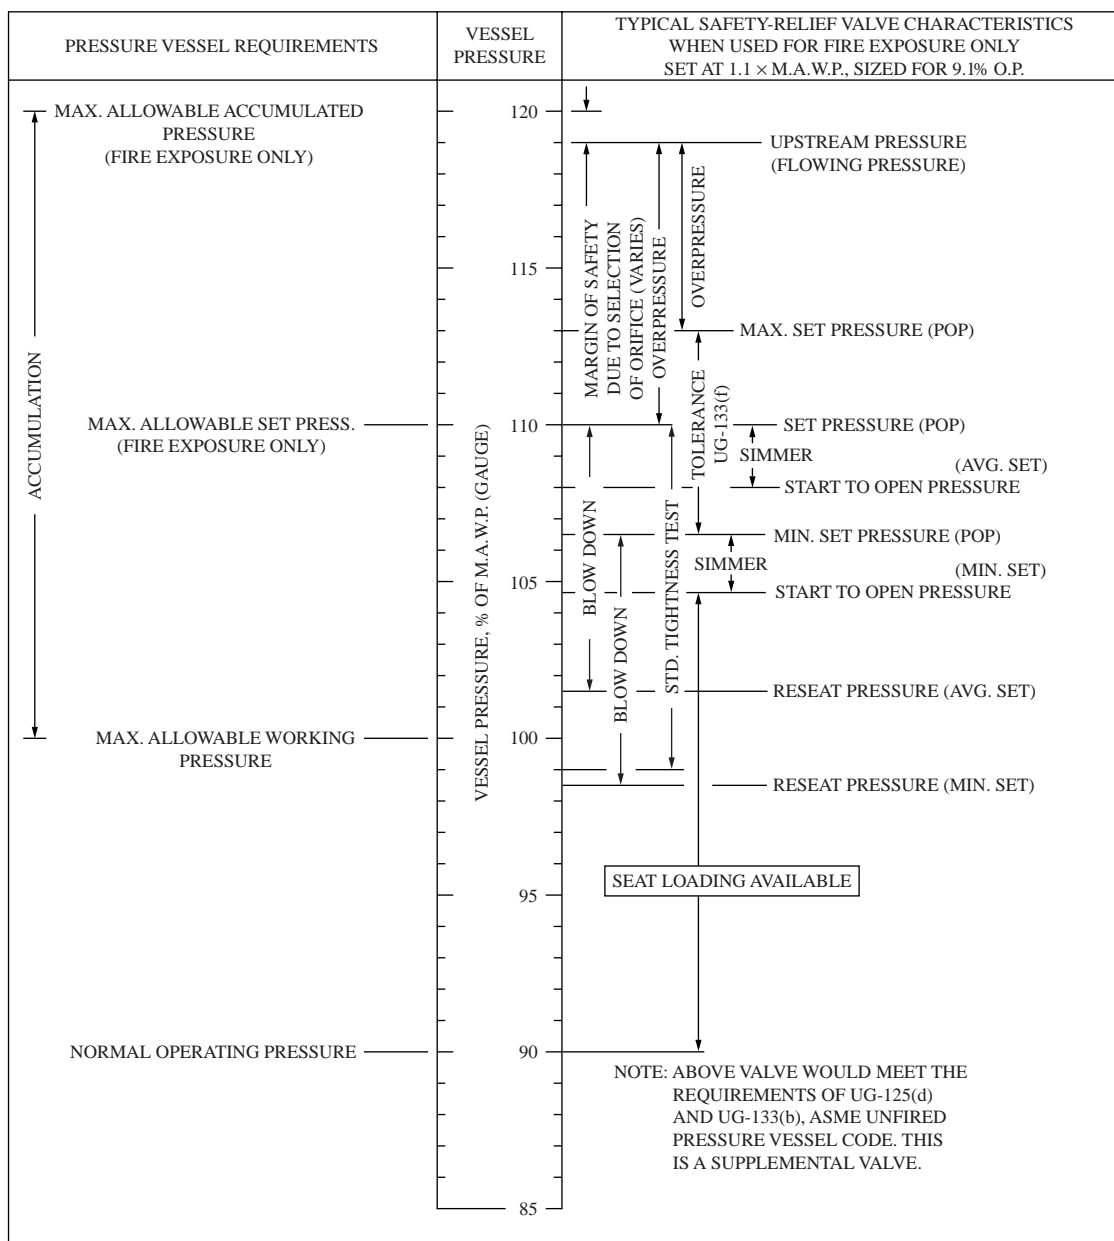 PRESSURE VESSEL REQUIREMENTS
VESSEL
PRESSURE
TYPICAL SAFETY-RELIEF VALVE CHARACTERISTICS
WHEN USED FOR FIRE EXPOSURE ONLY
SET AT 1.1 × M.A.W.P., SIZED FOR 9.1% O.P.
MAX. ALLOWABLE ACCUMULATED
PRESSURE
(FIRE EXPOSURE ONLY)
ACCUMULATION
MAX. ALLOWABLE SET PRESS.
(FIRE EXPOSURE ONLY)
MAX. ALLOWABLE WORKING
PRESSURE
NORMAL OPERATING PRESSURE
VESSEL PRESSURE, % OF M.A.W.P. (GAUGE)
120
115
110
105
100
95
90
85
MARGIN OF SAFETY
DUE TO SELECTION
OF ORIFICE (VARIES)
OVERPRESSURE
OVERPRESSURE
UPSTREAM PRESSURE
(FLOWING PRESSURE)
MAX. SET PRESSURE (POP)
TOLERANCE
UG-133(f)
SET PRESSURE (POP)
SIMMER
(AVG. SET)
START TO OPEN PRESSURE
MIN. SET PRESSURE (POP)
SIMMER
(MIN. SET)
START TO OPEN PRESSURE
BLOW DOWN
BLOW DOWN
STD. TIGHTNESS TEST
RESEAT PRESSURE (AVG. SET)
RESEAT PRESSURE (MIN. SET)
SEAT LOADING AVAILABLE
NOTE: ABOVE VALVE WOULD MEET THE
REQUIREMENTS OF UG-125(d)
AND UG-133(b), ASME UNFIRED
PRESSURE VESSEL CODE. THIS
IS A SUPPLEMENTAL VALVE.